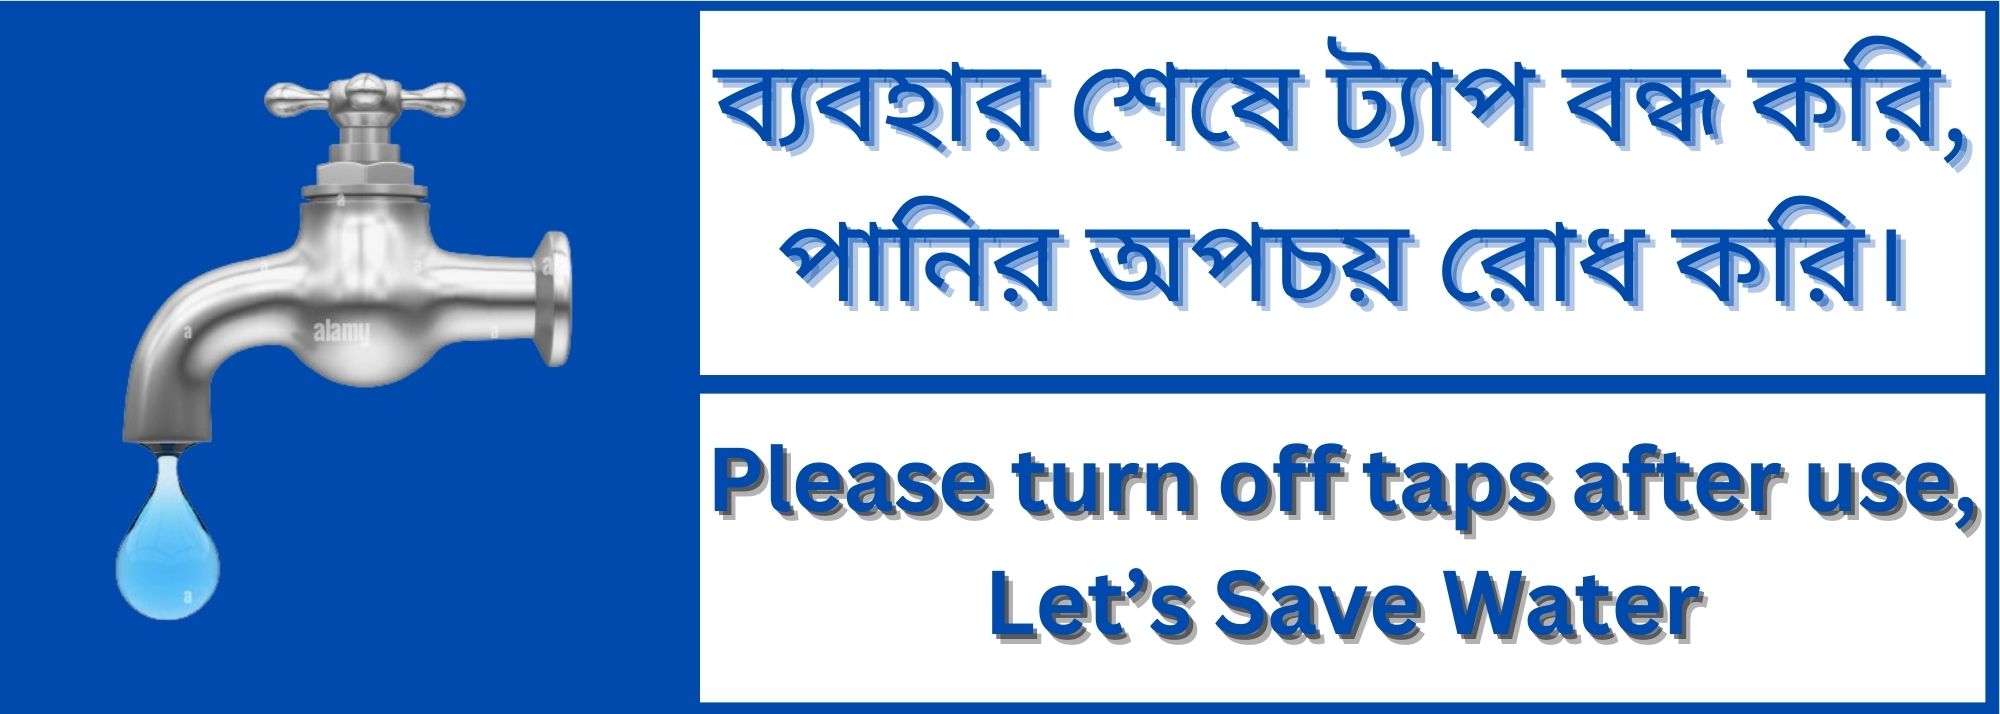 ব্যবহার শেষে ট্যাপ বন্ধ করি,
পানির অপচয় রোধ করি।
Please turn off taps after use,
Let’s Save Water
alamy
a
a
a
a
a
a
a